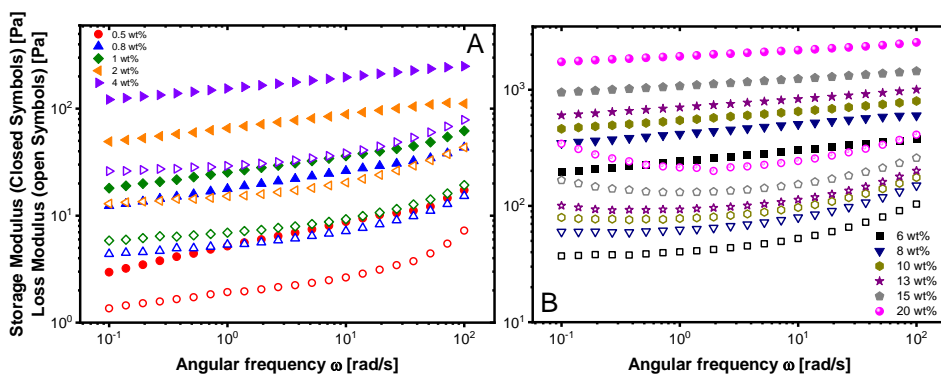 Storage Modulus (Closed Symbols) [Pa]
Loss Modulus (open Symbols) [Pa]
A
0.5 wt%
0.8 wt%
1 wt%
2 wt%
4 wt%
10²
10¹
10⁰
10⁻¹ 10⁰ 10¹ 10²
Angular frequency ω [rad/s]
B
10³
10²
10¹
6 wt%
8 wt%
10 wt%
13 wt%
15 wt%
20 wt%
10⁻¹ 10⁰ 10¹ 10²
Angular frequency ω [rad/s]